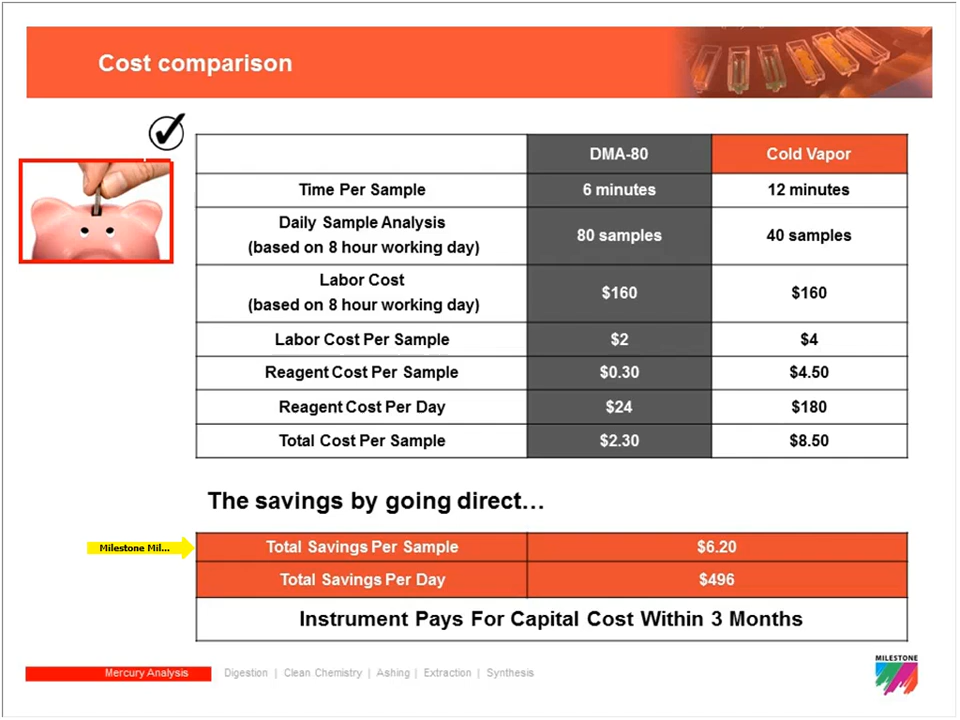 Cost comparison
DMA-80 Cold Vapor
Time Per Sample 6 minutes 12 minutes
Daily Sample Analysis
(based on 8 hour working day) 80 samples 40 samples
Labor Cost
(based on 8 hour working day) $160 $160
Labor Cost Per Sample $2 $4
Reagent Cost Per Sample $0.30 $4.50
Reagent Cost Per Day $24 $180
Total Cost Per Sample $2.30 $8.50
The savings by going direct…
Milestone Mil...
Total Savings Per Sample $6.20
Total Savings Per Day $496
Instrument Pays For Capital Cost Within 3 Months
Mercury Analysis Digestion | Clean Chemistry | Ashing | Extraction | Synthesis
MILESTONE